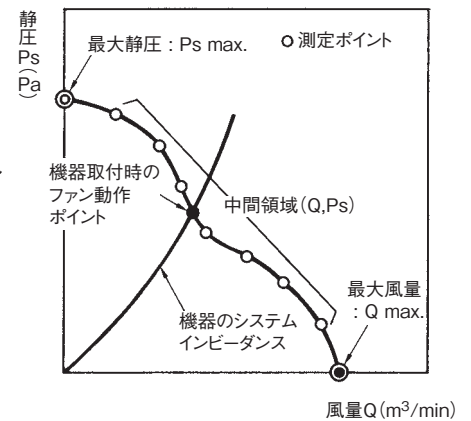 静圧Ps(Pa)
最大静圧：Ps max.
測定ポイント
機器取付時の
ファン動作
ポイント
中間領域(Q,Ps)
機器のシステム
インビーダンス
最大風量
：Q max.
風量Q(m³/min)